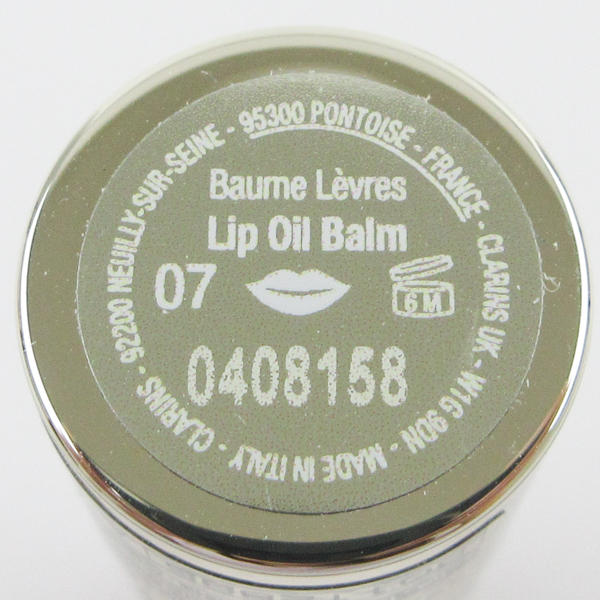 Baume Lèvres
Lip Oil Balm
07
6 M
0408158
CLARINS - 92200 NEUILLY-SUR-SEINE - 95300 PONTOISE - FRANCE - CLARINS UK - W1G 9DN - MADE IN ITALY -